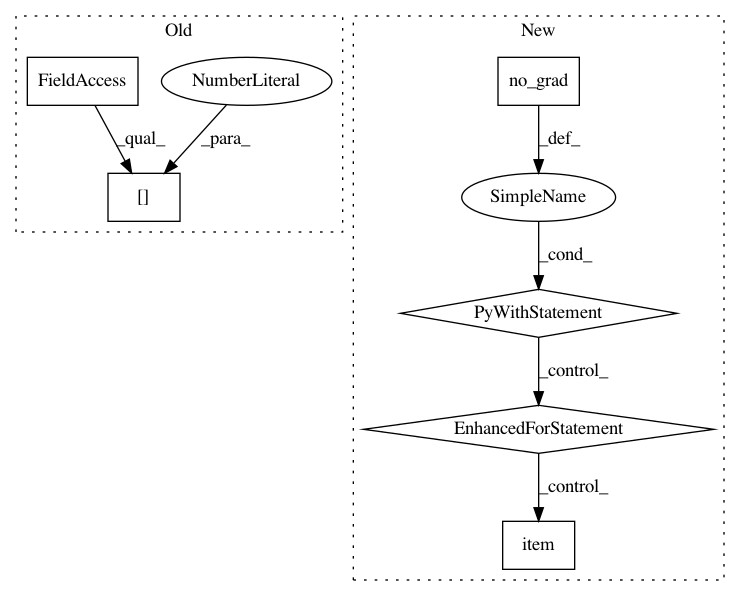 Old
New
FieldAccess
NumberLiteral
no_grad
_qual_
_para_
_def_
[]
SimpleName
_cond_
PyWithStatement
_control_
EnhancedForStatement
_control_
item